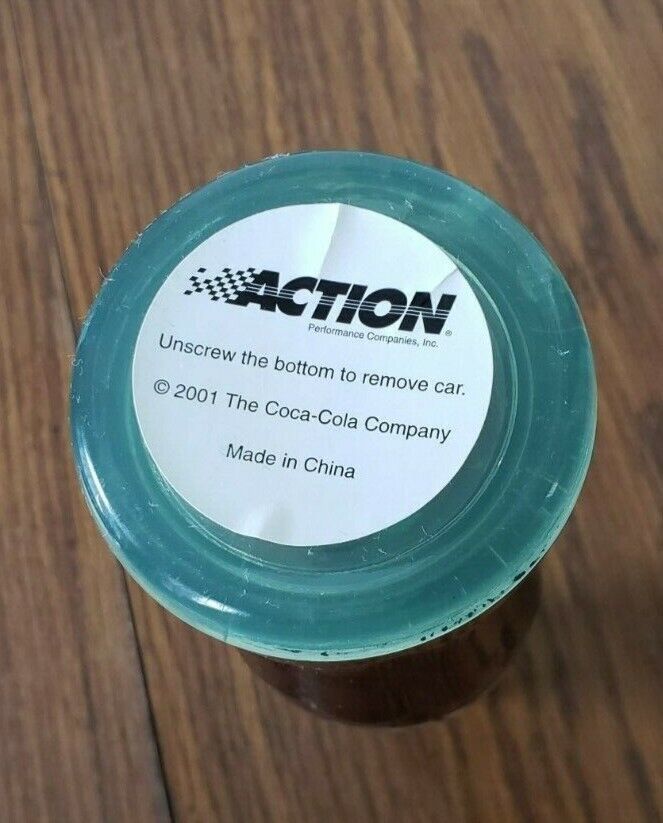 ACTION®
Performance Companies, Inc.
Unscrew the bottom to remove car.
© 2001 The Coca-Cola Company
Made in China